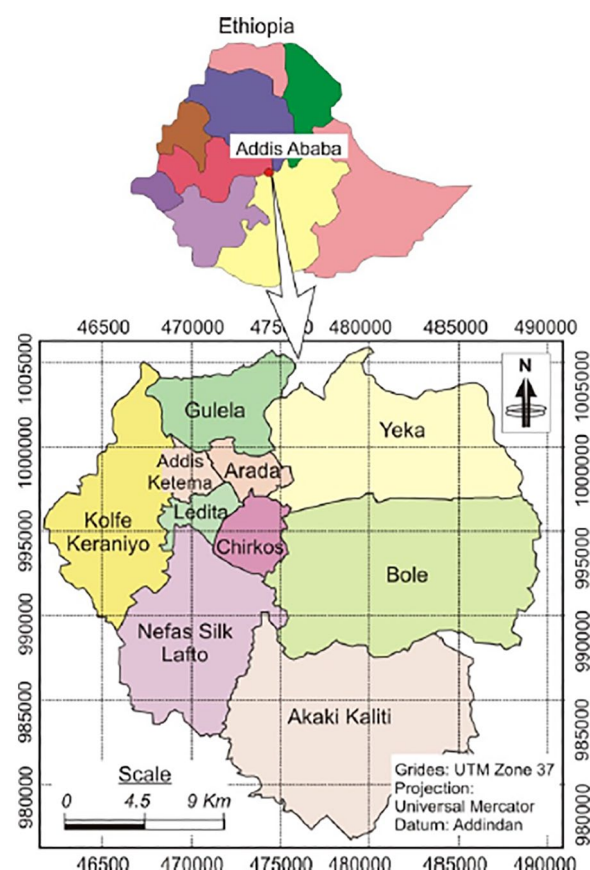 Ethiopia
Addis Ababa
46500 470000 475000 480000 485000 490000
1005000
1000000
995000
990000
985000
980000
N
Gulela
Yeka
Addis
Ketema
Arada
Ledita
Kolfe
Keraniyo
Chirkos
Bole
Nefas Silk
Lafto
Akaki Kaliti
Scale
0 4.5 9 Km
Grides: UTM Zone 37
Projection:
Universal Mercator
Datum: Addindan
1005000
1000000
995000
990000
985000
980000
46500 470000 475000 480000 485000 490000